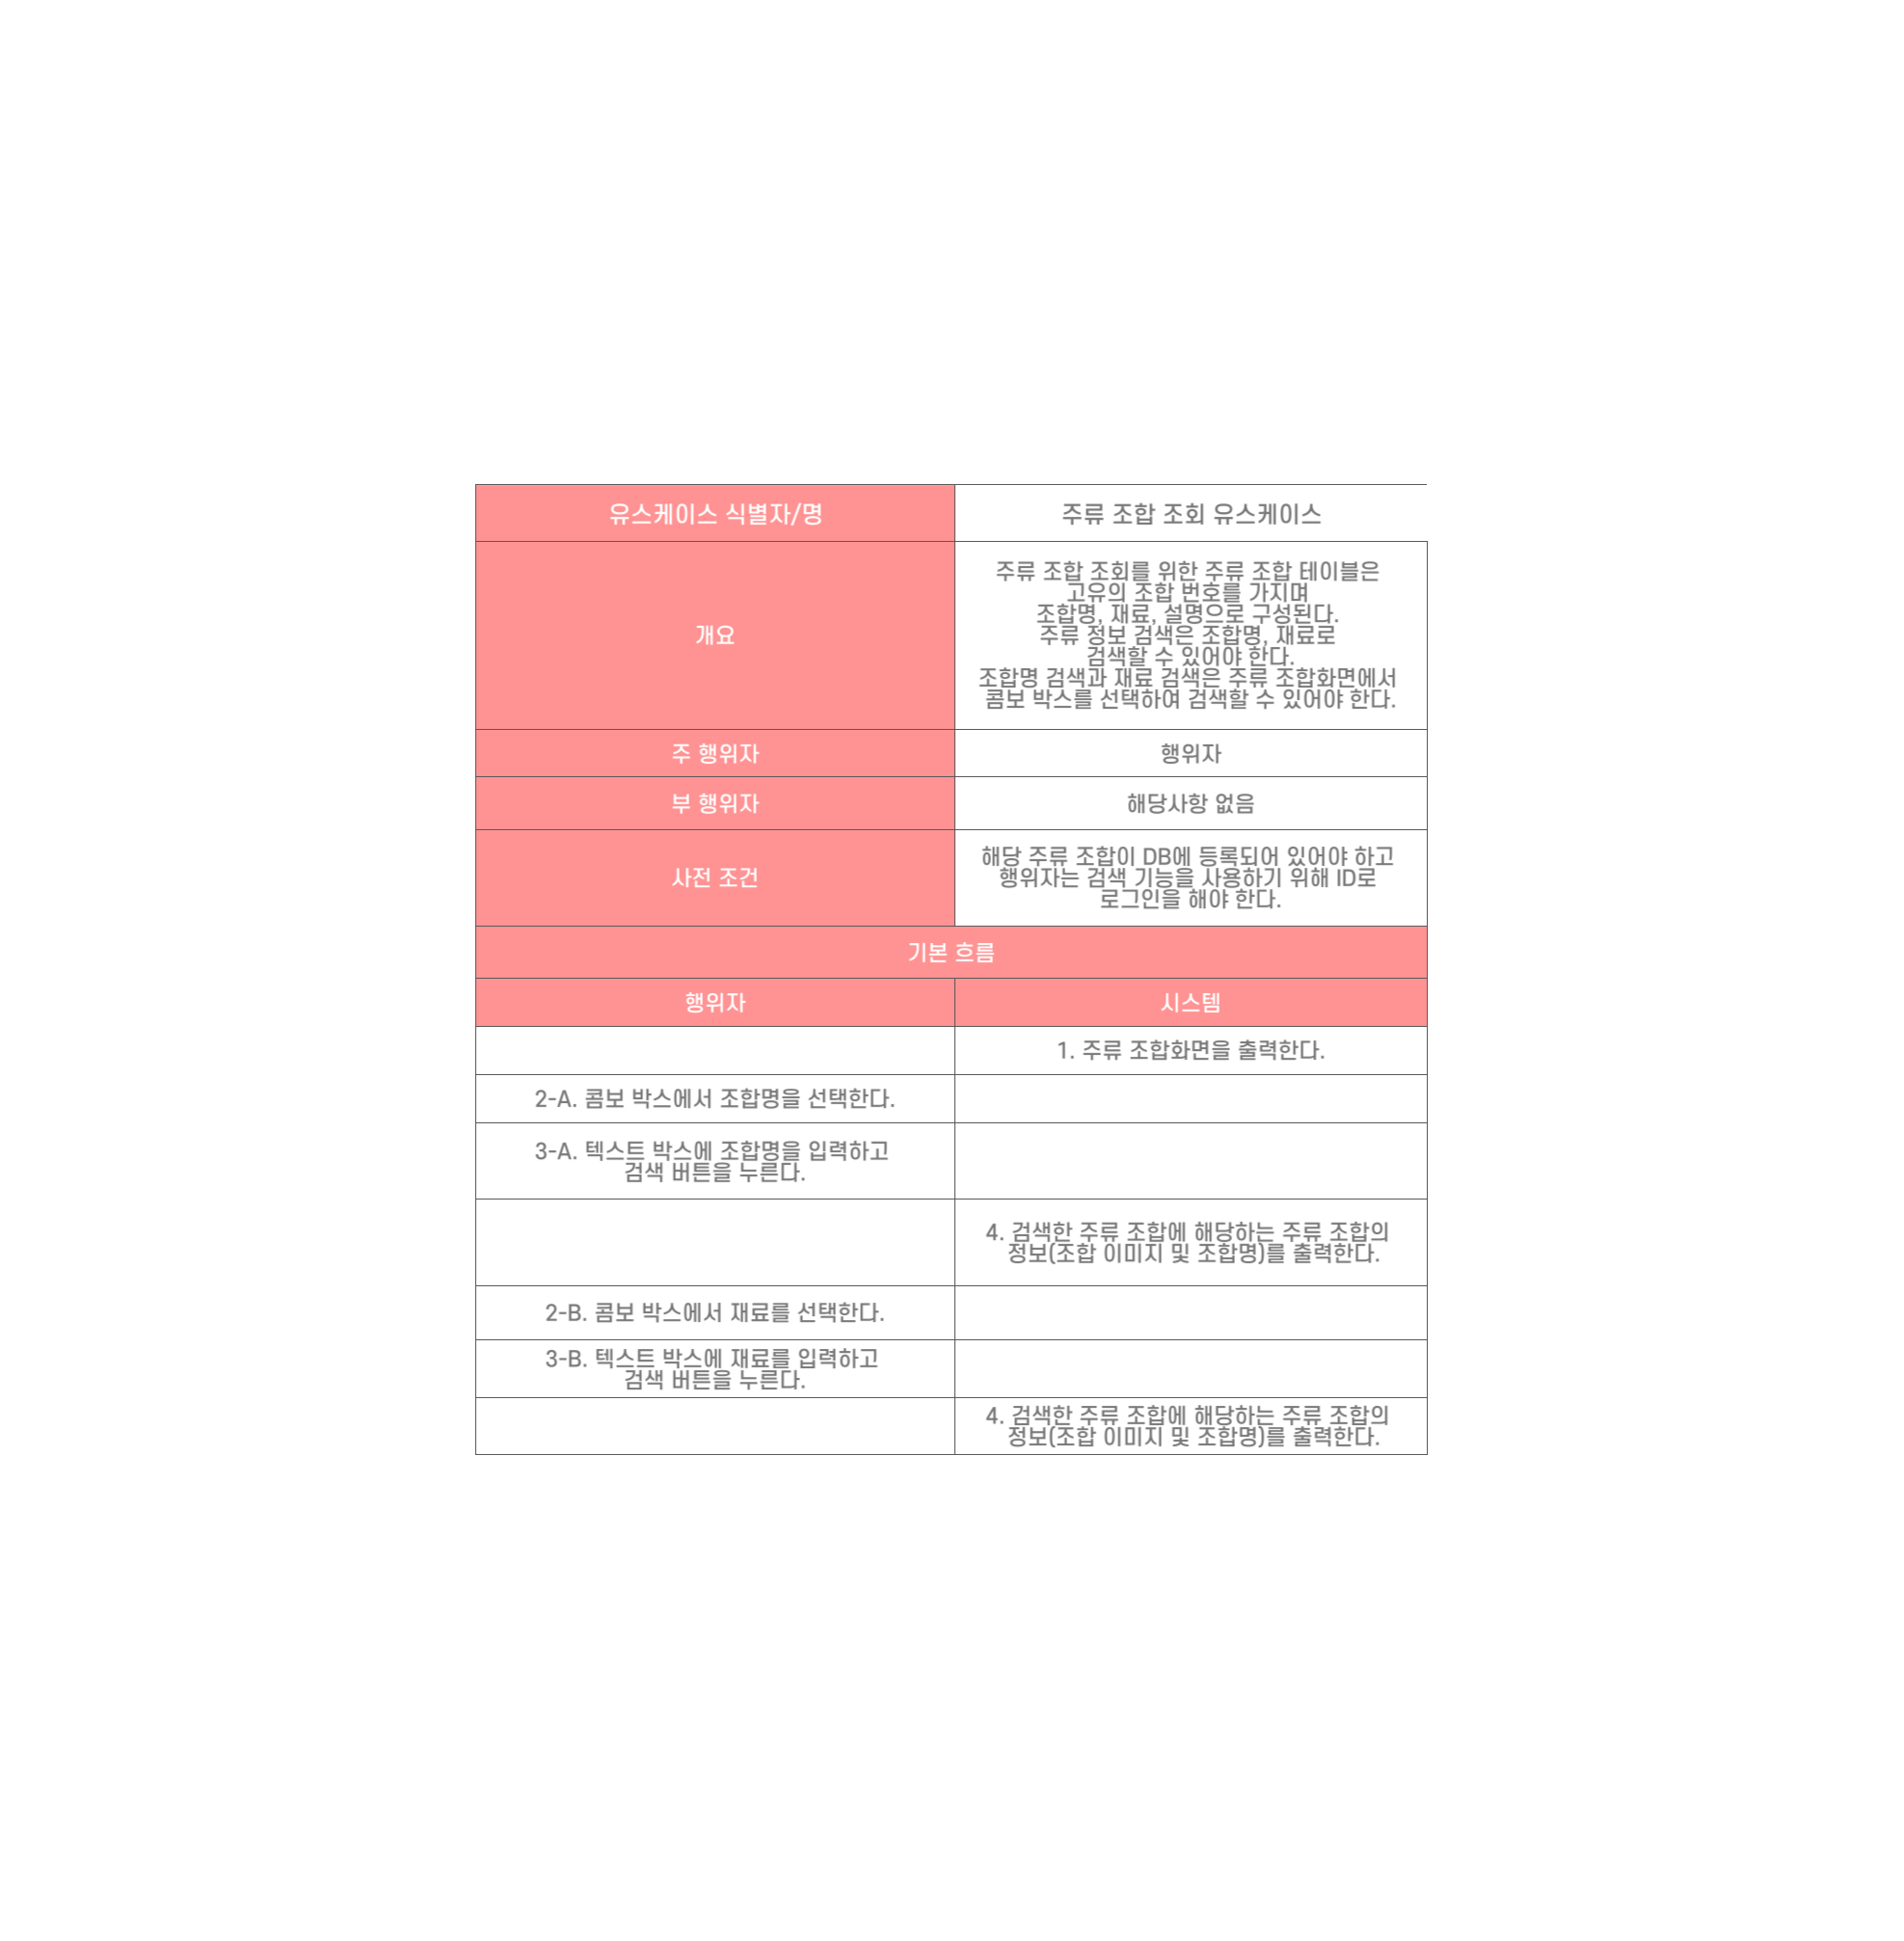 유스케이스 식별자/명
주류 조합 조회 유스케이스
개요
주류 조합 조회를 위한 주류 조합 테이블은
고유의 조합 번호를 가지며
조합명, 재료, 설명으로 구성된다.
주류 정보 검색은 조합명, 재료로
검색할 수 있어야 한다.
조합명 검색과 재료 검색은 주류 조합화면에서
콤보 박스를 선택하여 검색할 수 있어야 한다.
주 행위자
행위자
부 행위자
해당사항 없음
사전 조건
해당 주류 조합이 DB에 등록되어 있어야 하고
행위자는 검색 기능을 사용하기 위해 ID로
로그인을 해야 한다.
기본 흐름
행위자
시스템
1. 주류 조합화면을 출력한다.
2-A. 콤보 박스에서 조합명을 선택한다.
3-A. 텍스트 박스에 조합명을 입력하고
검색 버튼을 누른다.
4. 검색한 주류 조합에 해당하는 주류 조합의
정보(조합 이미지 및 조합명)를 출력한다.
2-B. 콤보 박스에서 재료를 선택한다.
3-B. 텍스트 박스에 재료를 입력하고
검색 버튼을 누른다.
4. 검색한 주류 조합에 해당하는 주류 조합의
정보(조합 이미지 및 조합명)를 출력한다.